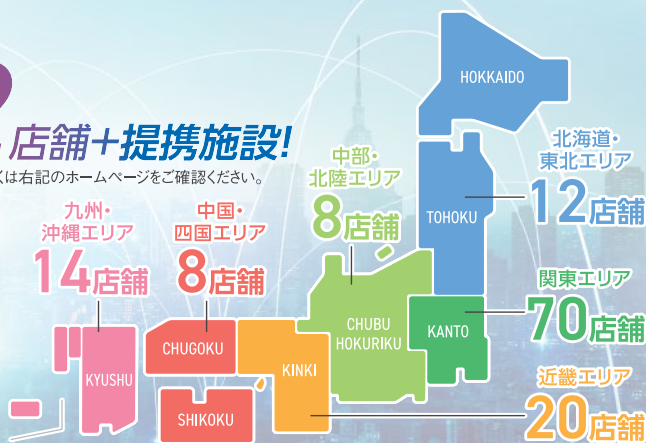 店舗+提携施設!
くは右記のホームページをご確認ください。
HOKKAIDO
北海道・
東北エリア
12店舗
TOHOKU
中部・
北陸エリア
8店舗
九州・
沖縄エリア
14店舗
中国・
四国エリア
8店舗
関東エリア
70店舗
CHUBU
HOKURIKU
KANTO
CHUGOKU
KINKI
KYUSHU
近畿エリア
20店舗
SHIKOKU